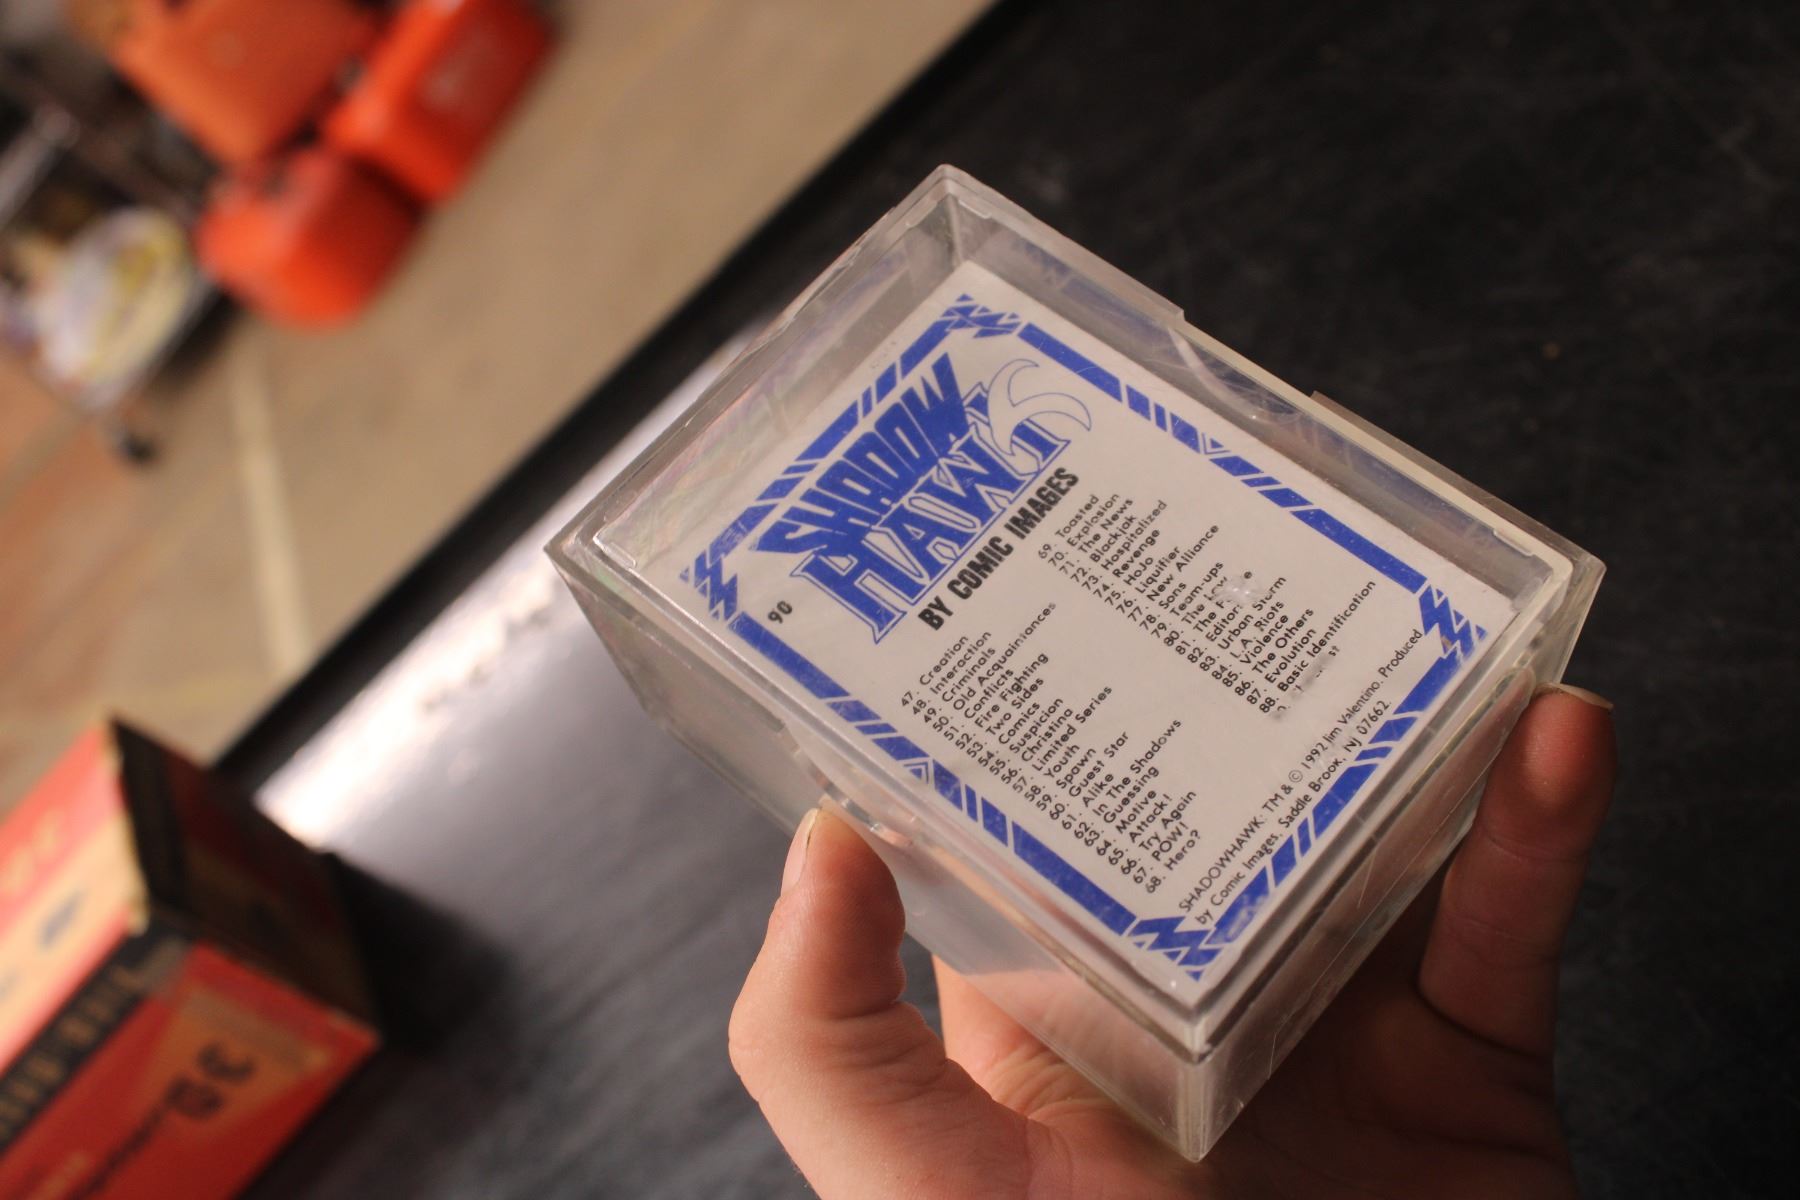 SHADOW
HAWK
BY COMIC IMAGES
90
47. Creation
48. Interaction
49. Criminals
50. Old Acquaintances
51. Conflicts
52. Fire Fighting
53. Two Sides
54. Comics
55. Suspicion
56. Christina
57. Limited Series
58. Youth
59. Spawn
60. Guest Star
61. Alike
62. In The Shadows
63. Guessing
64. Motive
65. Attack!
66. Try Again
67. POW!
68. Hero?
69. Toasted
70. Explosion
71. The News
72. Blackjak
73. Hospitalized
74. Revenge
75. HoJo
76. Liquifier
77. New Alliance
78. Sons
79. Team-ups
80. The
81. The
82.
83. Urban Storm
84. L.A. Riots
85. Violence
86. The Others
87. Evolution
88. Basic Identification
SHADOWHAWK: TM & © 1992 Jim Valentino. Produced
by Comic Images. Saddle Brook, NJ 07662.